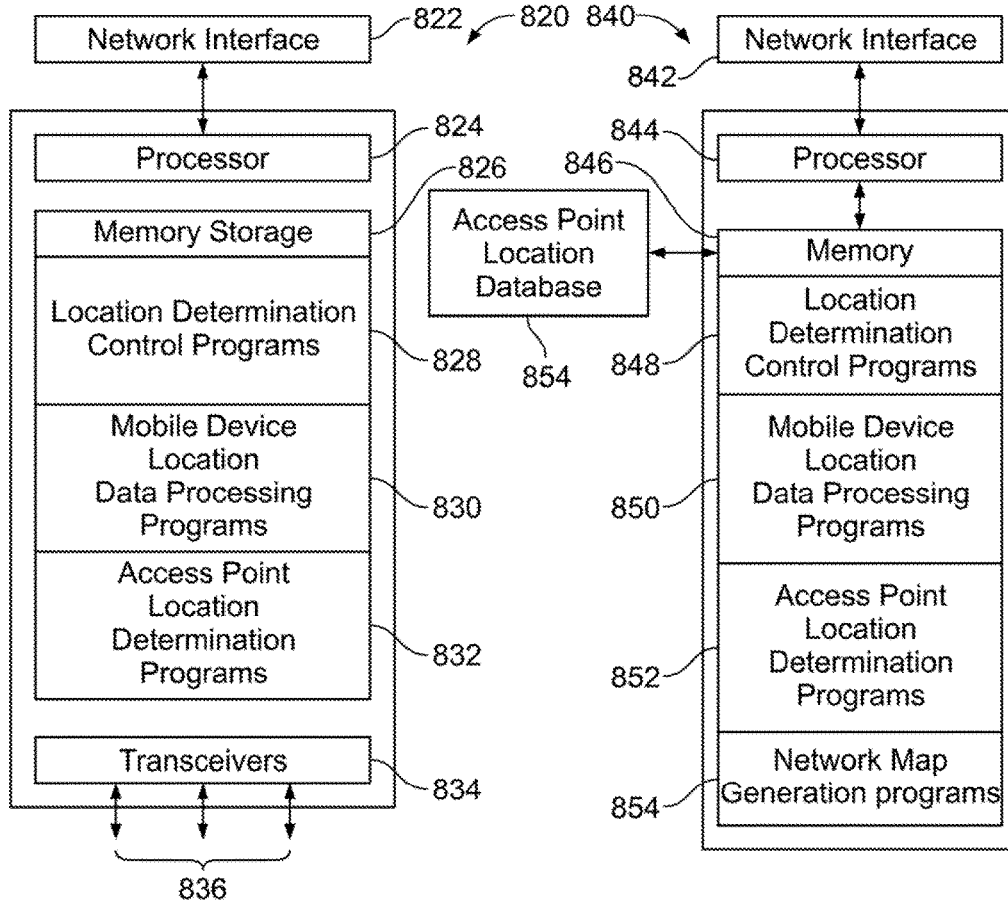 Network Interface
822
820
840
Network Interface
842
Processor
824
826
Memory Storage
Location Determination
Control Programs
828
Mobile Device
Location
Data Processing
Programs
830
Access Point
Location
Determination
Programs
832
Transceivers
834
836
Access Point
Location
Database
854
844
Processor
846
Memory
Location
Determination
Control Programs
848
Mobile Device
Location
Data Processing
Programs
850
Access Point
Location
Determination
Programs
852
Network Map
Generation programs
854